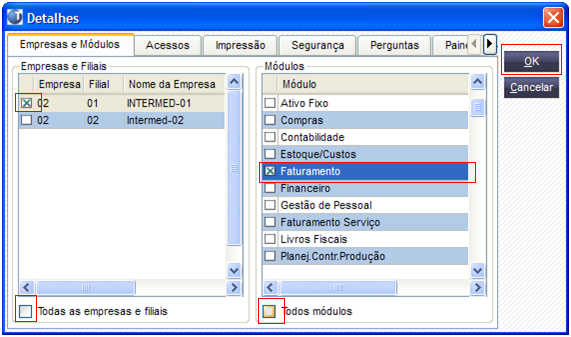 Detalhes
Empresas e Módulos Acessos Impressão Segurança Perguntas
OK
Cancelar
Empresas e Filiais
Empresa Filial Nome da Empresa
02 01 INTERMED-01
02 02 Intermed-02
Todas as empresas e filiais
Módulos
Módulo
Ativo Fixo
Compras
Contabilidade
Estoque/Custos
Faturamento
Financeiro
Gestão de Pessoal
Faturamento Serviço
Livros Fiscais
Planej.Contr.Produção
Todos módulos